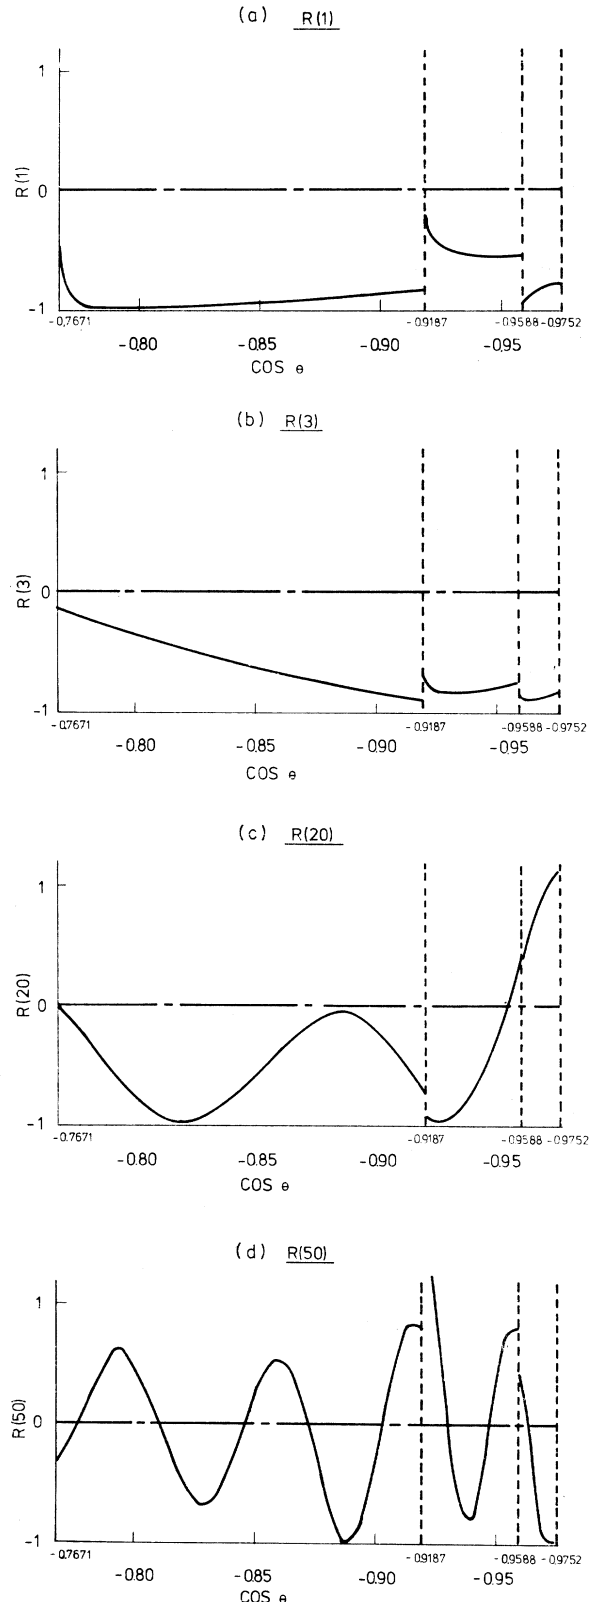 (a) R(1)
1
R(1) 0
-1
-0.7671 -0.9187 -0.9588 -0.9752
-0.80 -0.85 -0.90 -0.95
COS θ
(b) R(3)
1
R(3) 0
-1
-0.7671 -0.9187 -0.9588 -0.9752
-0.80 -0.85 -0.90 -0.95
COS θ
(c) R(20)
1
R(20) 0
-1
-0.7671 -0.9187 -0.9588 -0.9752
-0.80 -0.85 -0.90 -0.95
COS θ
(d) R(50)
1
R(50) 0
-1
-0.7671 -0.9187 -0.9588 -0.9752
-0.80 -0.85 -0.90 -0.95
COS θ